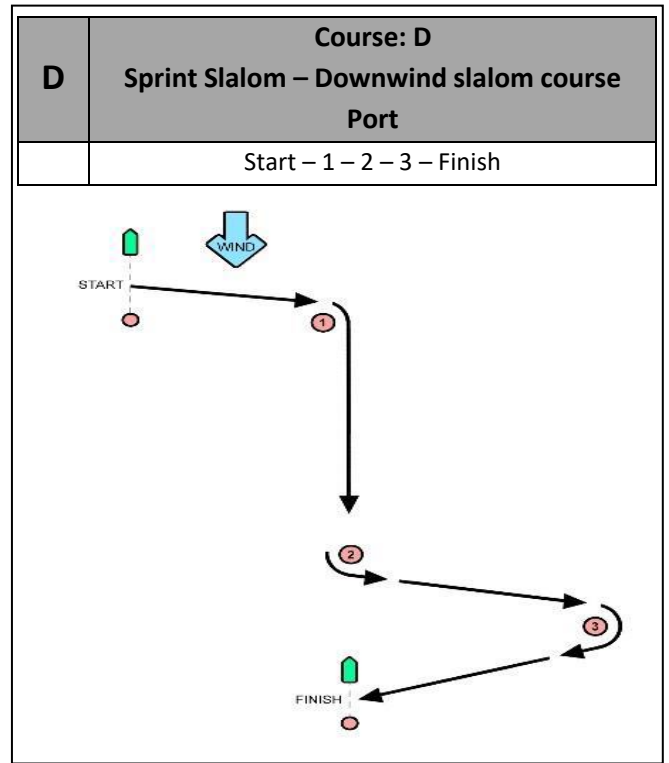 Course: D
D
Sprint Slalom – Downwind slalom course
Port
Start – 1 – 2 – 3 – Finish
WIND
START
1
2
3
FINISH